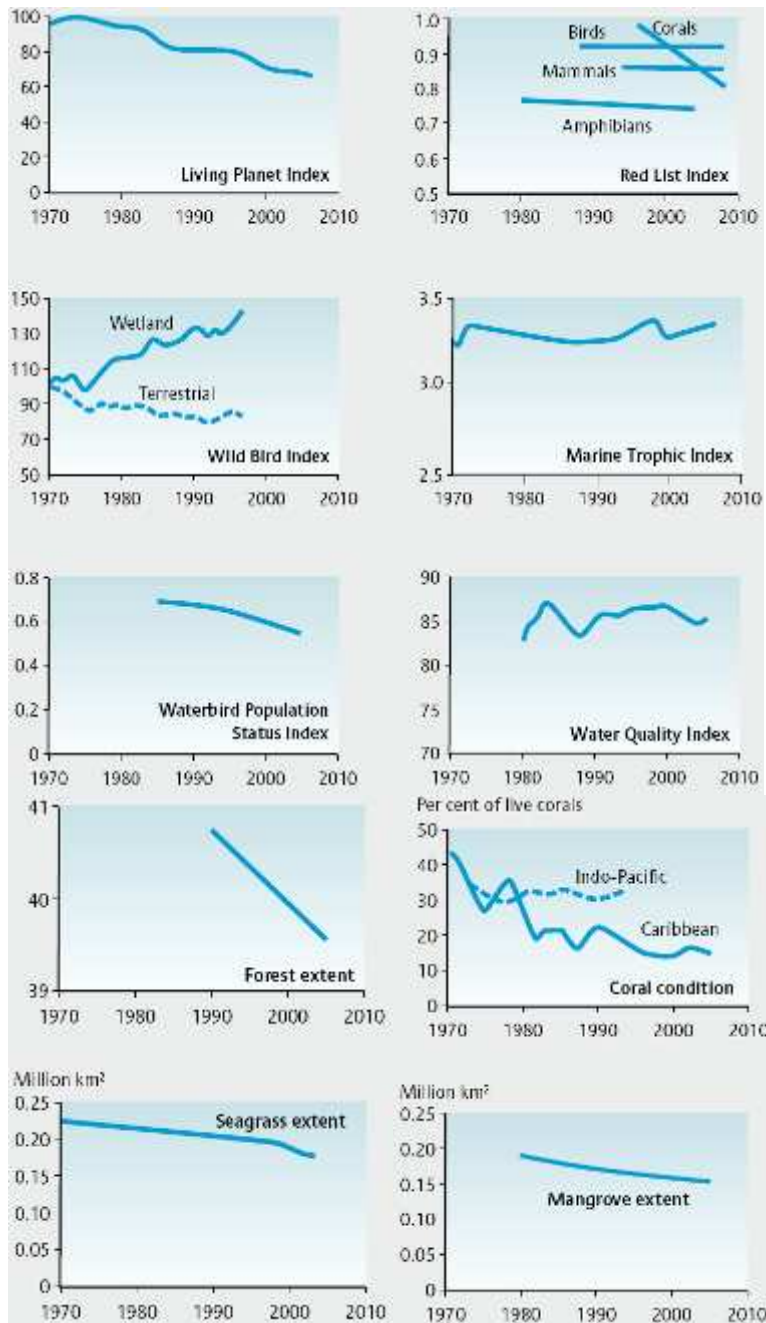 100
80
60
40
20
0
1970 1980 1990 2000 2010
Living Planet Index
1.0
0.9
0.8
0.7
0.6
0.5
1980 1990 2000 2010
Birds
Corals
Mammals
Amphibians
Red List Index
150
130
110
90
70
50
1970 1980 1990 2000 2010
Wetland
Terrestrial
Wild Bird Index
3.5
3.0
2.5
1970 1980 1990 2000 2010
Marine Trophic Index
0.8
0.6
0.4
0.2
0
1970 1980 1990 2000 2010
Waterbird Population
Status Index
90
85
80
75
70
1970 1980 1990 2000 2010
Water Quality Index
41
40
39
1970 1980 1990 2000 2010
Forest extent
Per cent of live corals
50
40
30
20
10
0
1970 1980 1990 2000 2010
Indo-Pacific
Caribbean
Coral condition
Million km²
0.25
0.20
0.15
0.10
0.05
0
1970 1980 1990 2000 2010
Seagrass extent
Million km²
0.25
0.20
0.15
0.10
0.05
0
1970 1980 1990 2000 2010
Mangrove extent